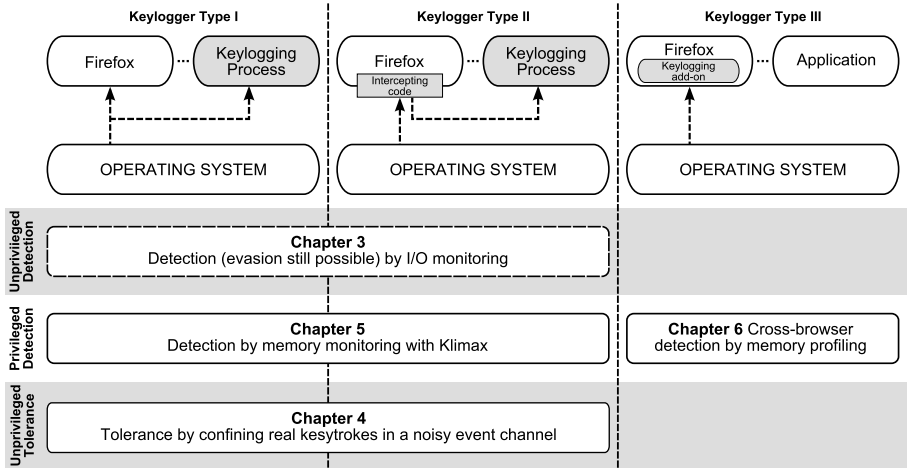 Keylogger Type I
Keylogger Type II
Keylogger Type III
Firefox
...
Keylogging
Process
Firefox
Intercepting
code
...
Keylogging
Process
Firefox
Keylogging
add-on
...
Application
OPERATING SYSTEM
OPERATING SYSTEM
OPERATING SYSTEM
Unprivileged
Detection
Chapter 3
Detection (evasion still possible) by I/O monitoring
Privileged
Detection
Chapter 5
Detection by memory monitoring with Klimax
Chapter 6 Cross-browser
detection by memory profiling
Unprivileged
Tolerance
Chapter 4
Tolerance by confining real kesytrokes in a noisy event channel